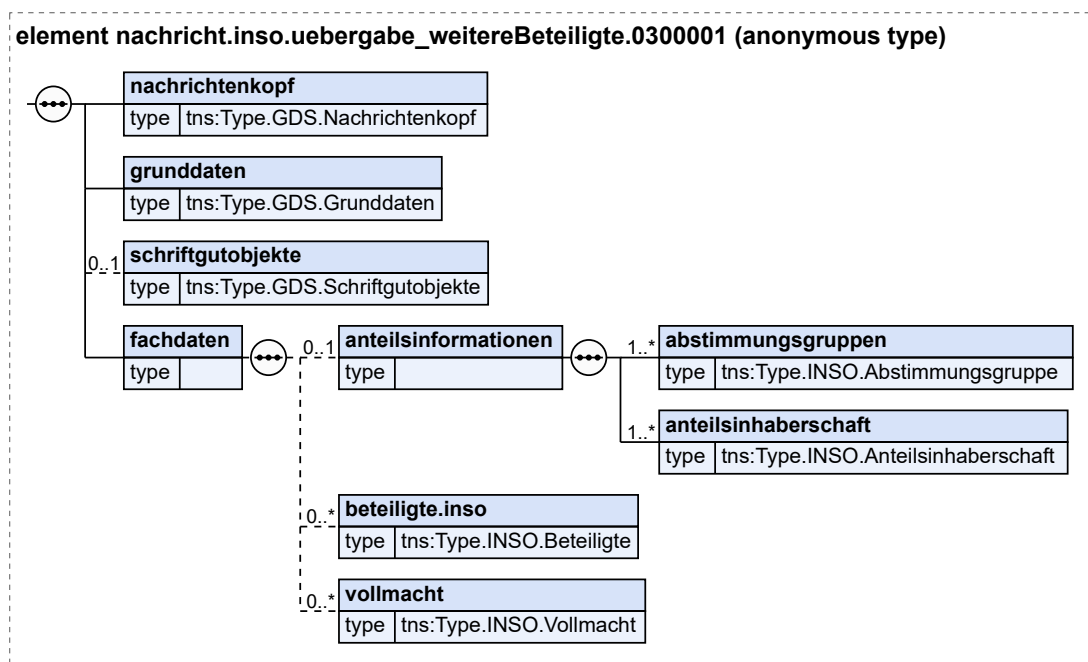 element nachricht.inso.uebergabe_weitereBeteiligte.0300001 (anonymous type)
nachrichtenkopf
type tns:Type.GDS.Nachrichtenkopf
grunddaten
type tns:Type.GDS.Grunddaten
0..1 schriftgutobjekte
type tns:Type.GDS.Schriftgutobjekte
fachdaten
type
0..1 anteilsinformationen
type
1..* abstimmungsgruppen
type tns:Type.INSO.Abstimmungsgruppe
1..* anteilsinhaberschaft
type tns:Type.INSO.Anteilsinhaberschaft
0..* beteiligte.inso
type tns:Type.INSO.Beteiligte
0..* vollmacht
type tns:Type.INSO.Vollmacht